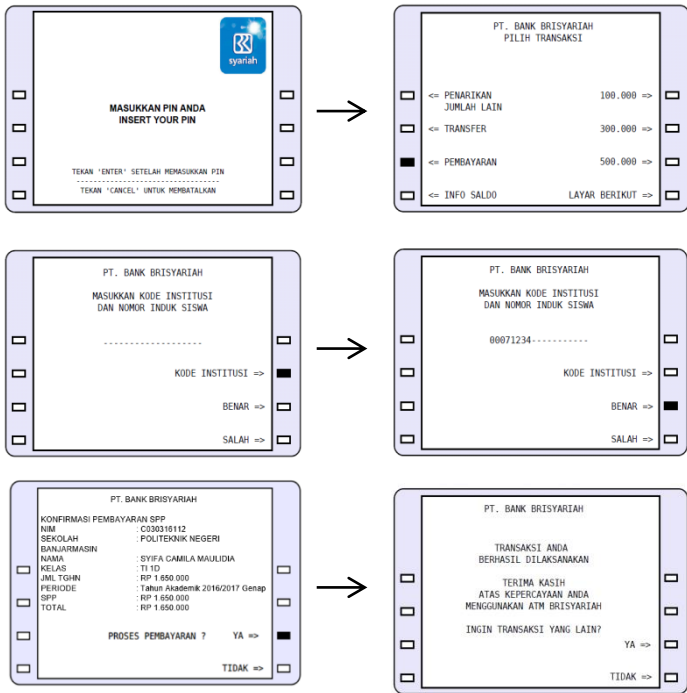 syariah
MASUKKAN PIN ANDA
INSERT YOUR PIN
TEKAN 'ENTER' SETELAH MEMASUKKAN PIN
----------------------------------
TEKAN 'CANCEL' UNTUK MEMBATALKAN
PT. BANK BRISYARIAH
PILIH TRANSAKSI
<= PENARIKAN 100.000 =>
JUMLAH LAIN
<= TRANSFER 300.000 =>
<= PEMBAYARAN 500.000 =>
<= INFO SALDO LAYAR BERIKUT =>
PT. BANK BRISYARIAH
MASUKKAN KODE INSTITUSI
DAN NOMOR INDUK SISWA
-------------------
KODE INSTITUSI =>
BENAR =>
SALAH =>
PT. BANK BRISYARIAH
MASUKKAN KODE INSTITUSI
DAN NOMOR INDUK SISWA
00071234-----------
KODE INSTITUSI =>
BENAR =>
SALAH =>
PT. BANK BRISYARIAH
KONFIRMASI PEMBAYARAN SPP
NIM : C030316112
SEKOLAH : POLITEKNIK NEGERI
BANJARMASIN
NAMA : SYIFA CAMILA MAULIDIA
KELAS : TI 1D
JML TGHN : RP 1.650.000
PERIODE : Tahun Akademik 2016/2017 Genap
SPP : RP 1.650.000
TOTAL : RP 1.650.000
PROSES PEMBAYARAN ? YA =>
TIDAK =>
PT. BANK BRISYARIAH
TRANSAKSI ANDA
BERHASIL DILAKSANAKAN
TERIMA KASIH
ATAS KEPERCAYAAN ANDA
MENGGUNAKAN ATM BRISYARIAH
INGIN TRANSAKSI YANG LAIN?
YA =>
TIDAK =>